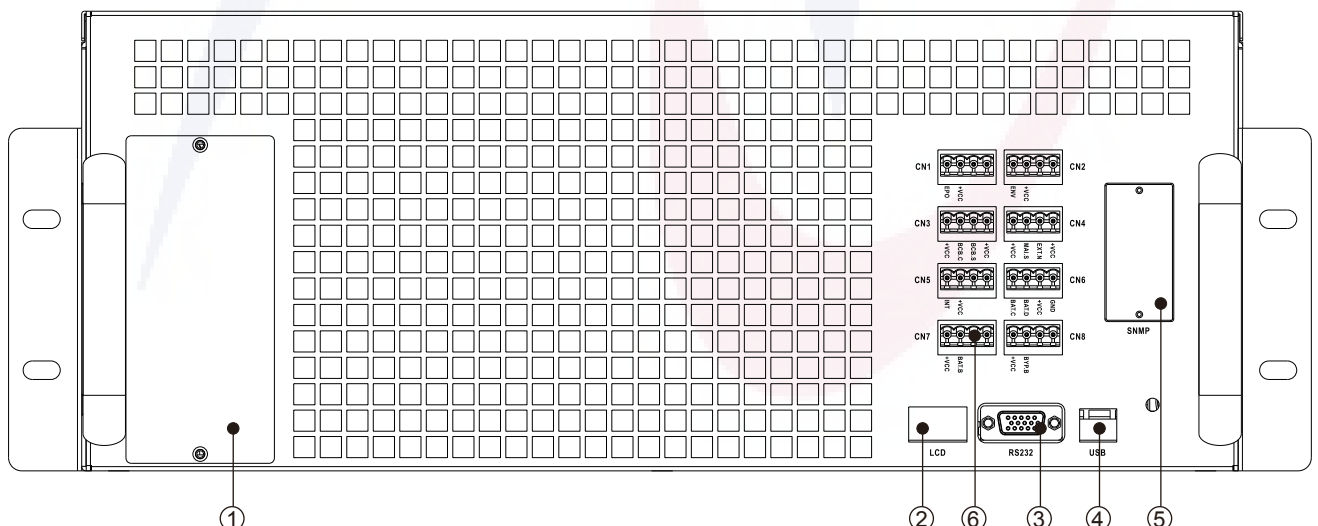 CN1 CN2
EPO +VCC ENV +VCC
CN3 CN4
+VCC BCB.C BCB.S +VCC +VCC MAI.S EXT.N +VCC
CN5 CN6
INT +VCC BAT.C BAT.D +VCC GND
SNMP
CN7 CN8
+VCC BAT.B +VCC BYP.B
LCD RS232 USB
① ② ⑥ ③ ④ ⑤